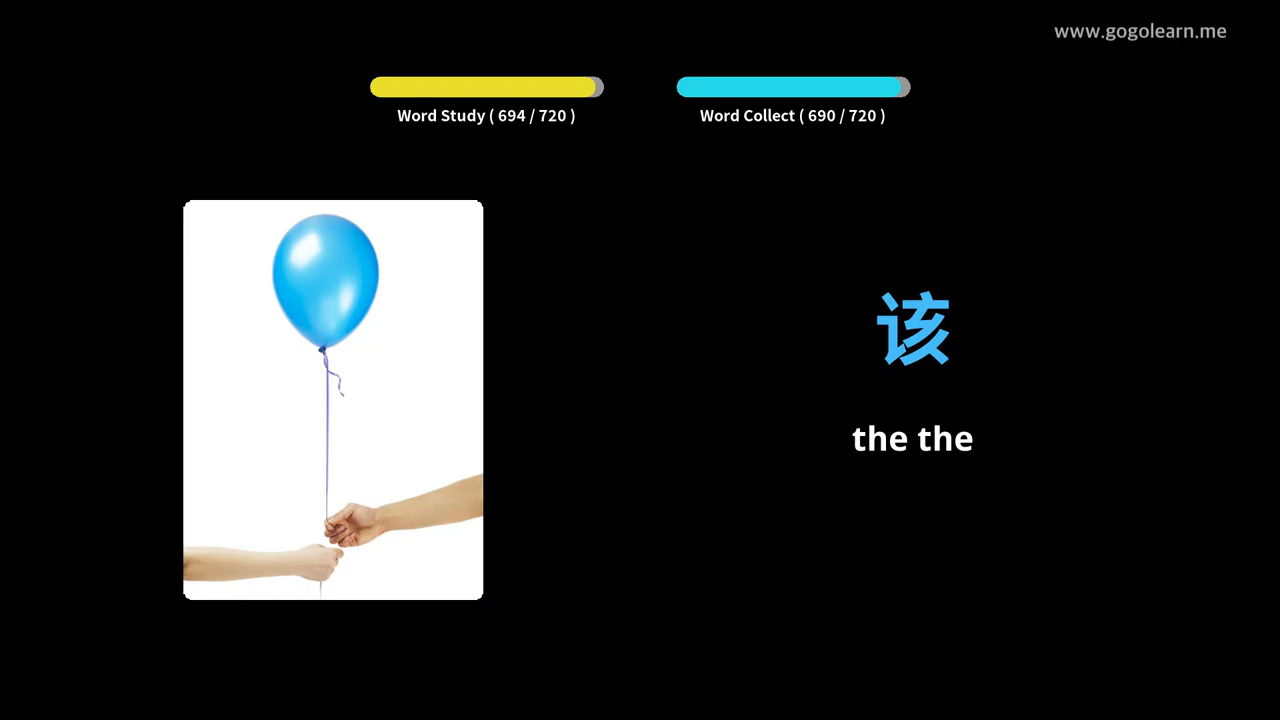 www.gogolearn.me
Word Study ( 694 / 720 )
Word Collect ( 690 / 720 )
该
the the